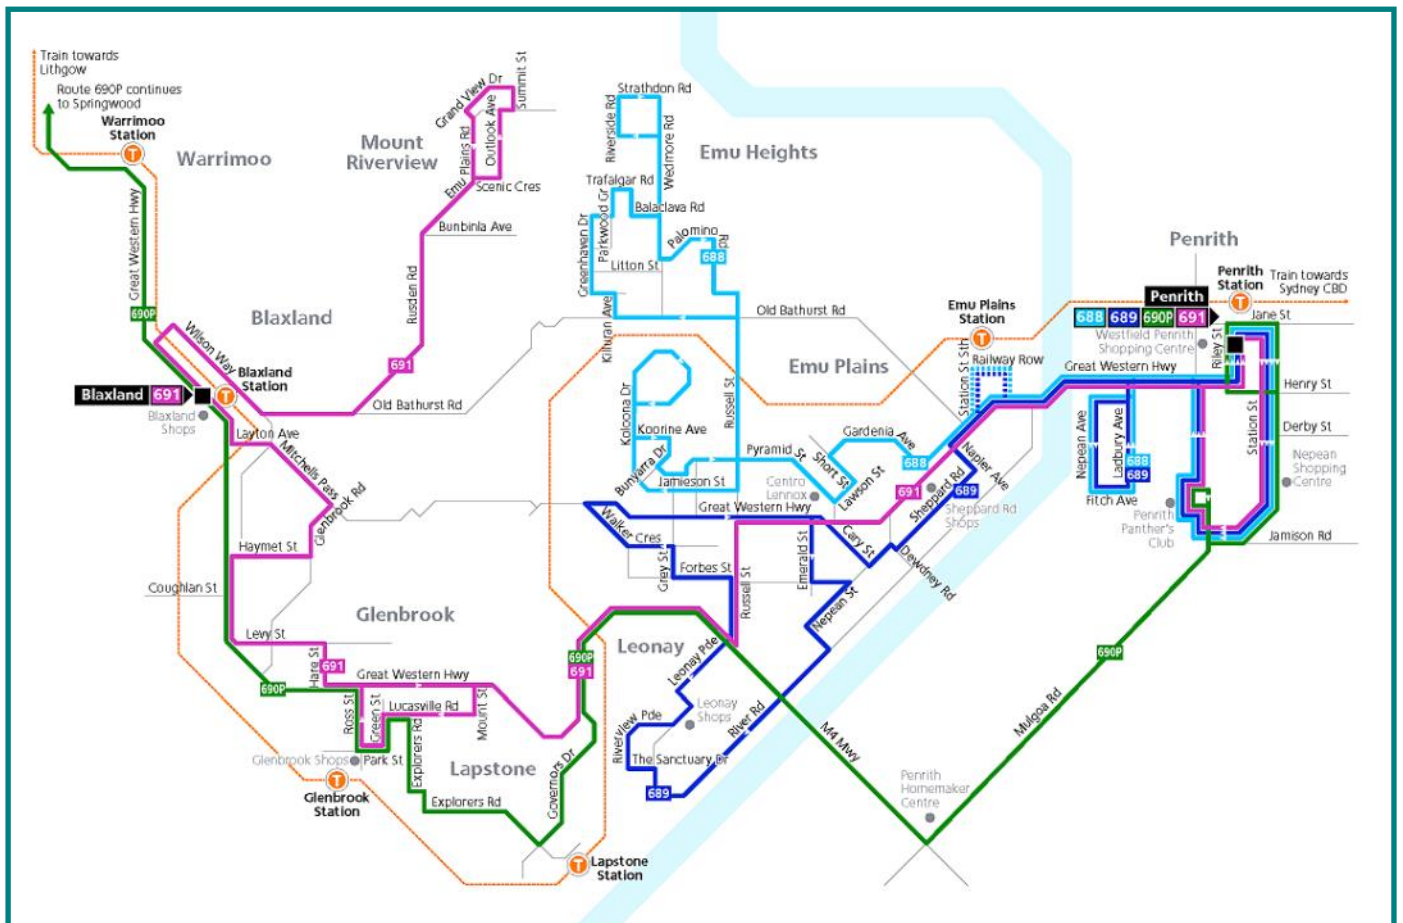 Train towards
Lithgow
Route 690P continues
to Springwood
Warrimoo
Station
Warrimoo
Great Western Hwy
690P
Mount
Riverview
Grand View Dr
Summit St
Outlook Ave
Emu Plains Rd
Scenic Cres
Bunbinla Ave
Rusden Rd
691
Old Bathurst Rd
Blaxland
Wilson Way
Blaxland
Station
Blaxland 691
Blaxland
Shops
Layton Ave
Mitchells Pass
Glenbrook Rd
Haymet St
Coughlan St
Levy St
Hare St
691
690P
Glenbrook
Great Western Hwy
Ross St
Green St
Lucasville Rd
Mount St
Glenbrook Shops
Park St
Glenbrook
Station
Explorers Rd
Explorers Rd
Lapstone
Governors Dr
Lapstone
Station
690P
691
Strathdon Rd
Riverside Rd
Wedmore Rd
Emu Heights
Trafalgar Rd
Parkwood Gr
Balaclava Rd
Greenhaven Dr
Palomino
Rd
688
Litton St
Killuran Ave
Old Bathurst Rd
Emu Plains
Station
Emu Plains
Station St Sth
Railway Row
Great Western Hwy
Koloona Dr
Russell St
Koorine Ave
Bunyarra Dr
Jamieson St
Pyramid St
Gardenia Ave
688
Short St
Lawson St
Centro
Lennox
691
Sheppard Rd
Napier Ave
689
Sheppard Rd
Shops
Great Western Hwy
Walker Cres
Grey St
Forbes St
Russell St
Emerald St
Cary St
Dewdney Rd
Nepean St
Leonay
Leonay Pde
Leonay
Shops
Riverview Pde
The Sanctuary Dr
River Rd
689
M4 Mwy
Penrith
Homemaker
Centre
Mulgoa Rd
690P
Penrith
Penrith
Station
Train towards
Sydney CBD
Penrith
688 689 690P 691
Westfield Penrith
Shopping Centre
Riley St
Jane St
Henry St
Derby St
Station St
Nepean
Shopping
Centre
Nepean Ave
Ladbury Ave
688
689
Fitch Ave
Penrith
Panther's
Club
Jamison Rd
T
T
T
T
T
T